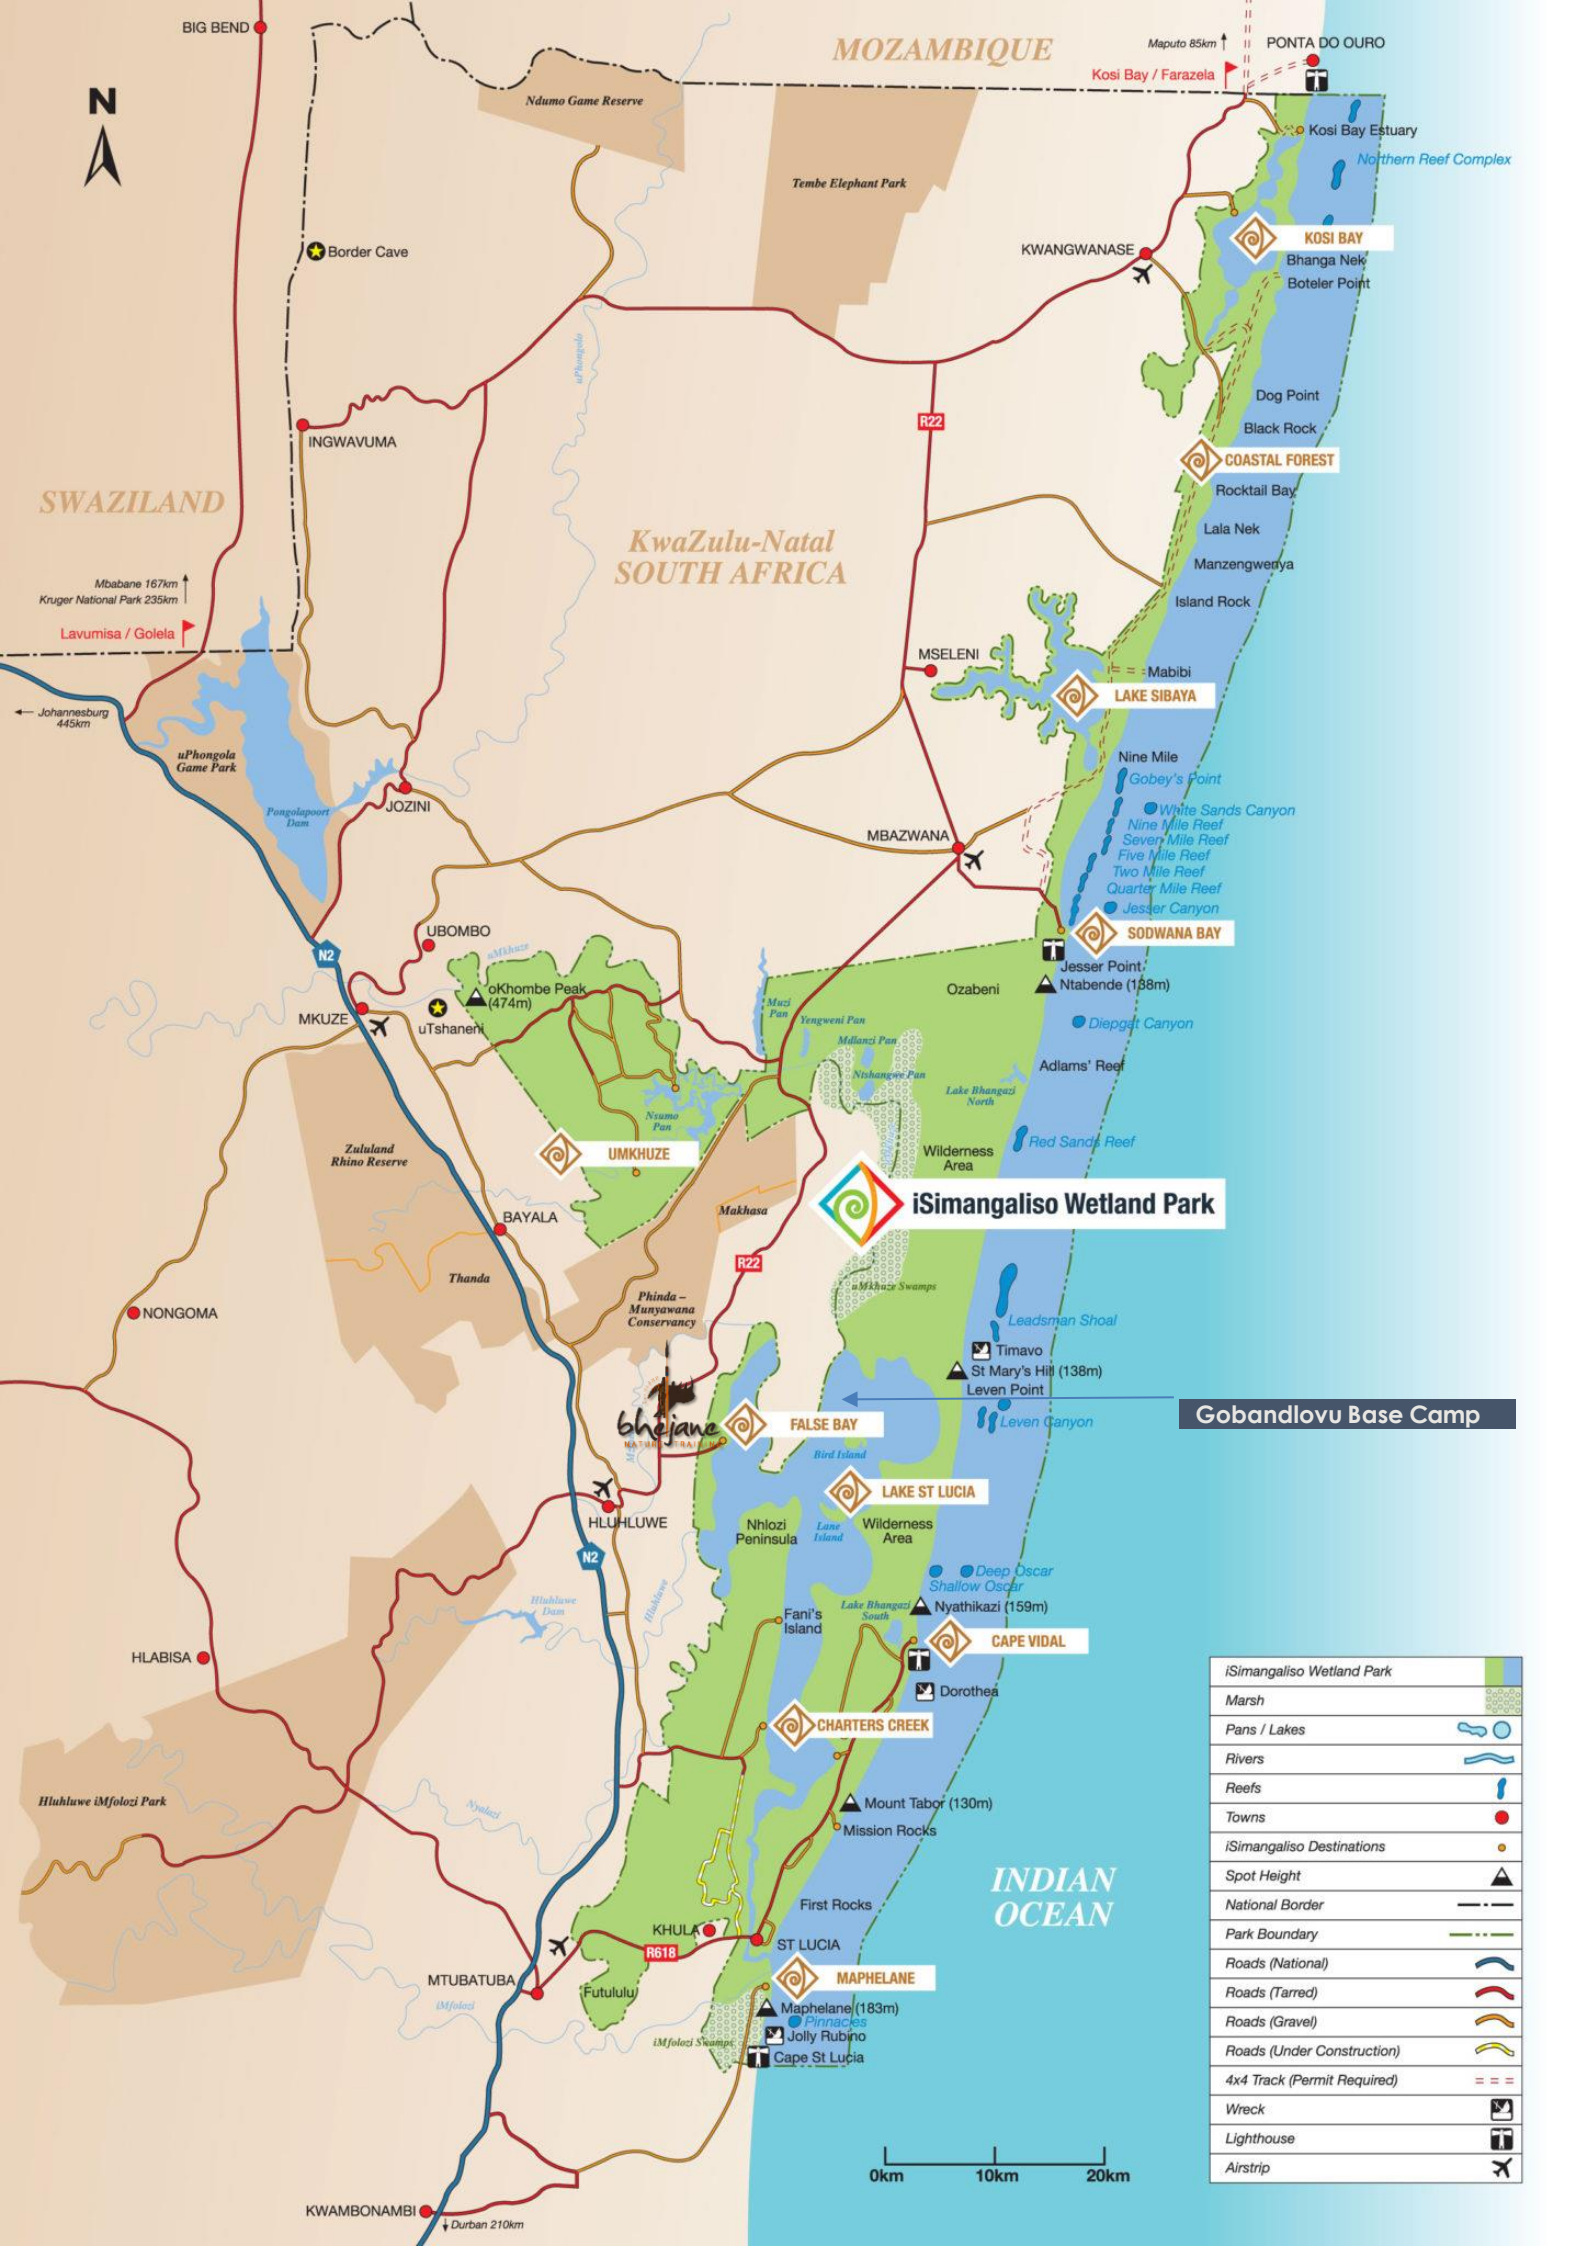 BIG BEND
MOZAMBIQUE
Maputo 85km
PONTA DO OURO
Kosi Bay / Farazela
N
Ndumo Game Reserve
Kosi Bay Estuary
Northern Reef Complex
Tembe Elephant Park
KOSI BAY
Border Cave
KWANGWANASE
Bhanga Nek
Boteler Point
uPhongolo
Dog Point
R22
Black Rock
INGWAVUMA
COASTAL FOREST
SWAZILAND
Rocktail Bay
Lala Nek
KwaZulu-Natal
SOUTH AFRICA
Manzengwenya
Mbabane 167km
Kruger National Park 235km
Island Rock
Lavumisa / Golela
MSELENI
Mabibi
LAKE SIBAYA
Johannesburg
445km
uPhongola
Game Park
Nine Mile
Gobey's Point
Pongolapoort
Dam
JOZINI
White Sands Canyon
Nine Mile Reef
Seven Mile Reef
MBAZWANA
Five Mile Reef
Two Mile Reef
Quarter Mile Reef
Jesser Canyon
UBOMBO
SODWANA BAY
N2
uMkhuze
Jesser Point
oKhombe Peak
(474m)
Ozabeni
Ntabende (138m)
Muzi
Pan
MKUZE
uTshaneni
Yengweni Pan
Diepgat Canyon
Mdlanzi Pan
Adlams' Reef
Ntshangwe Pan
Lake Bhangazi
North
Nsumo
Pan
Zululand
Rhino Reserve
UMKHUZE
Red Sands Reef
Wilderness
Area
iSimangaliso Wetland Park
Makhasa
BAYALA
R22
Thanda
uMkhuze Swamps
Phinda –
Munyawana
Conservancy
NONGOMA
Leadsman Shoal
Timavo
St Mary's Hill (138m)
Leven Point
Gobandlovu Base Camp
bhejane
NATURE TRAINING
FALSE BAY
Leven Canyon
Bird Island
LAKE ST LUCIA
HLUHLUWE
Nhlozi
Peninsula
Lane
Island
Wilderness
Area
N2
Deep Oscar
Shallow Oscar
Hluhluwe
Dam
Hluhluwe
Lake Bhangazi
South
Nyathikazi (159m)
Fani's
Island
CAPE VIDAL
HLABISA
Dorothea
CHARTERS CREEK
Hluhluwe iMfolozi Park
Nyalazi
Mount Tabor (130m)
Mission Rocks
INDIAN
OCEAN
First Rocks
KHULA
R618
ST LUCIA
MTUBATUBA
MAPHELANE
Futululu
iMfolozi
Maphelane (183m)
Pinnacles
Jolly Rubino
iMfolozi Swamps
Cape St Lucia
KWAMBONAMBI
Durban 210km
0km
10km
20km
iSimangaliso Wetland Park
Marsh
Pans / Lakes
Rivers
Reefs
Towns
iSimangaliso Destinations
Spot Height
National Border
Park Boundary
Roads (National)
Roads (Tarred)
Roads (Gravel)
Roads (Under Construction)
4x4 Track (Permit Required)
Wreck
Lighthouse
Airstrip